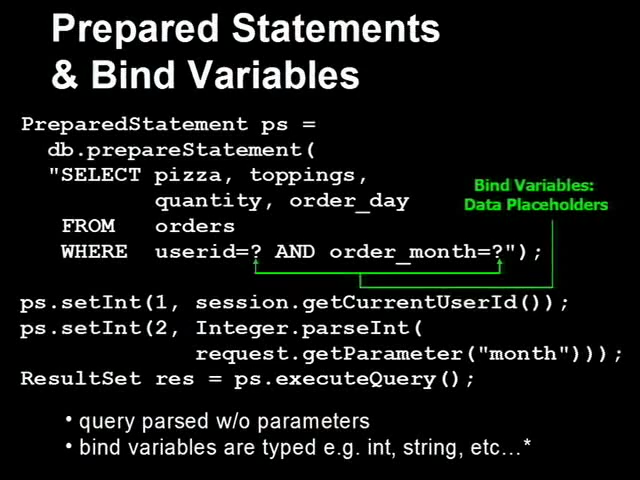 Prepared Statements
& Bind Variables
PreparedStatement ps =
db.prepareStatement(
"SELECT pizza, toppings,
quantity, order_day
FROM orders
WHERE userid=? AND order_month=?");
Bind Variables:
Data Placeholders
ps.setInt(1, session.getCurrentUserId());
ps.setInt(2, Integer.parseInt(
request.getParameter("month")));
ResultSet res = ps.executeQuery();
• query parsed w/o parameters
• bind variables are typed e.g. int, string, etc…*